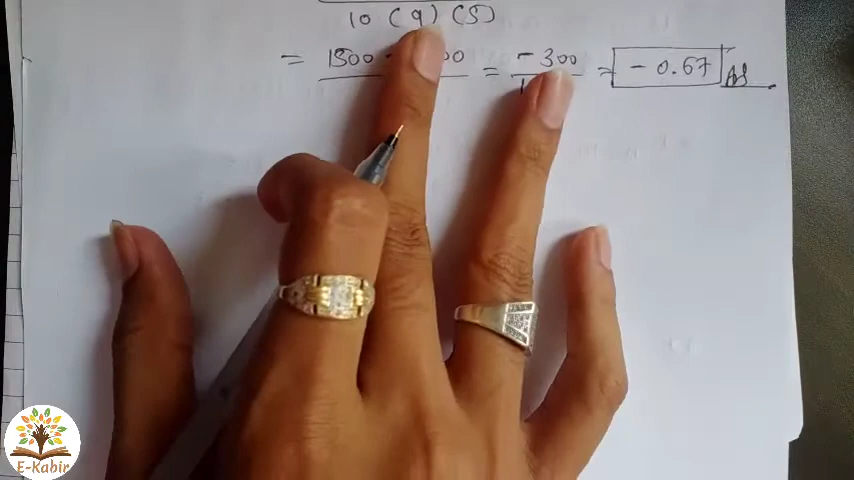 10 (9) (5)
= 1500 - 00 = - 300 = - 0.67 Ans
E-Kabir